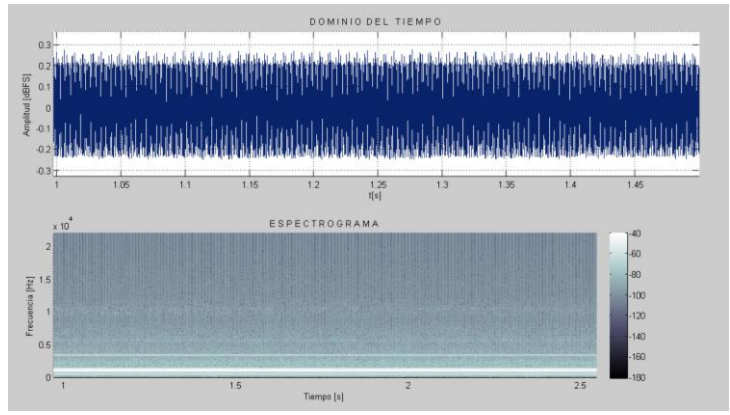 DOMINIO DEL TIEMPO
Amplitud [dBFS]
0.3
0.2
0.1
0
-0.1
-0.2
-0.3
1 1.05 1.1 1.15 1.2 1.25 1.3 1.35 1.4 1.45
t[s]
ESPECTROGRAMA
x 10^4
Frecuencia [Hz]
2
1.5
1
0.5
0
1 1.5 2 2.5
Tiempo [s]
-40
-60
-80
-100
-120
-140
-160
-180